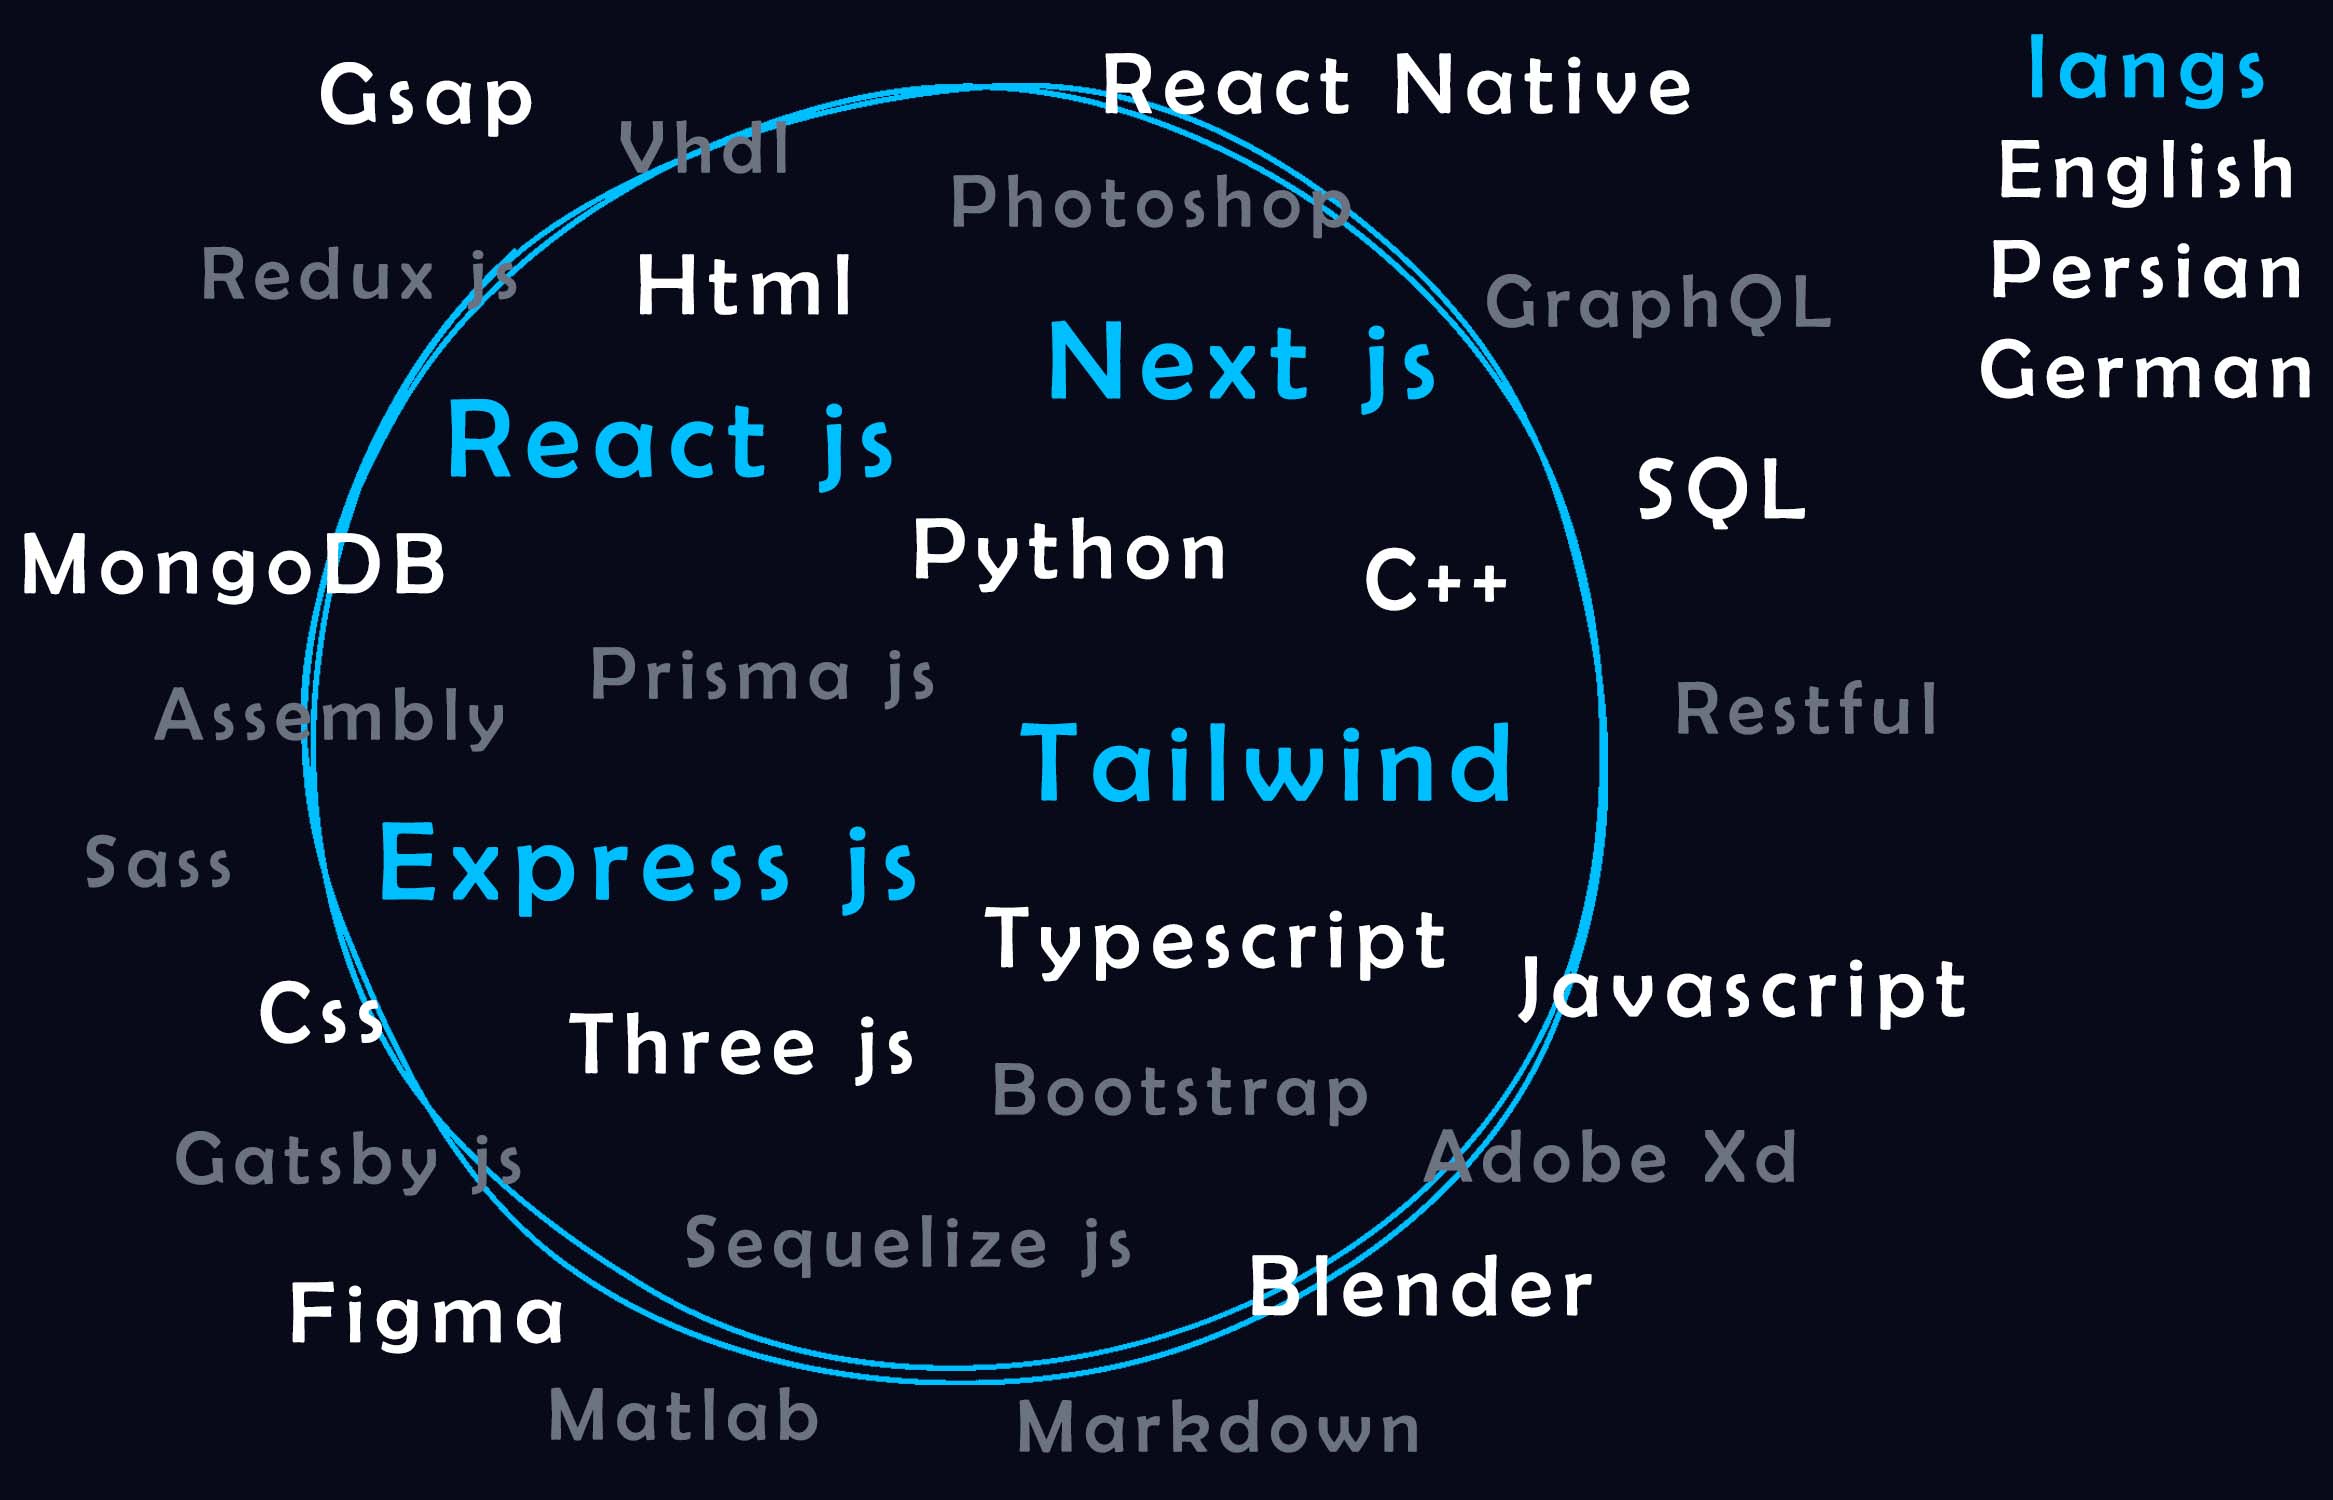 Gsap
React Native
Vhdl
Photoshop
Redux js
Html
GraphQL
Next js
React js
SQL
Python
MongoDB
C++
Prisma js
Assembly
Restful
Tailwind
Sass
Express js
Typescript
Javascript
Css
Three js
Bootstrap
Gatsby js
Adobe Xd
Sequelize js
Blender
Figma
Matlab
Markdown
langs
English
Persian
German